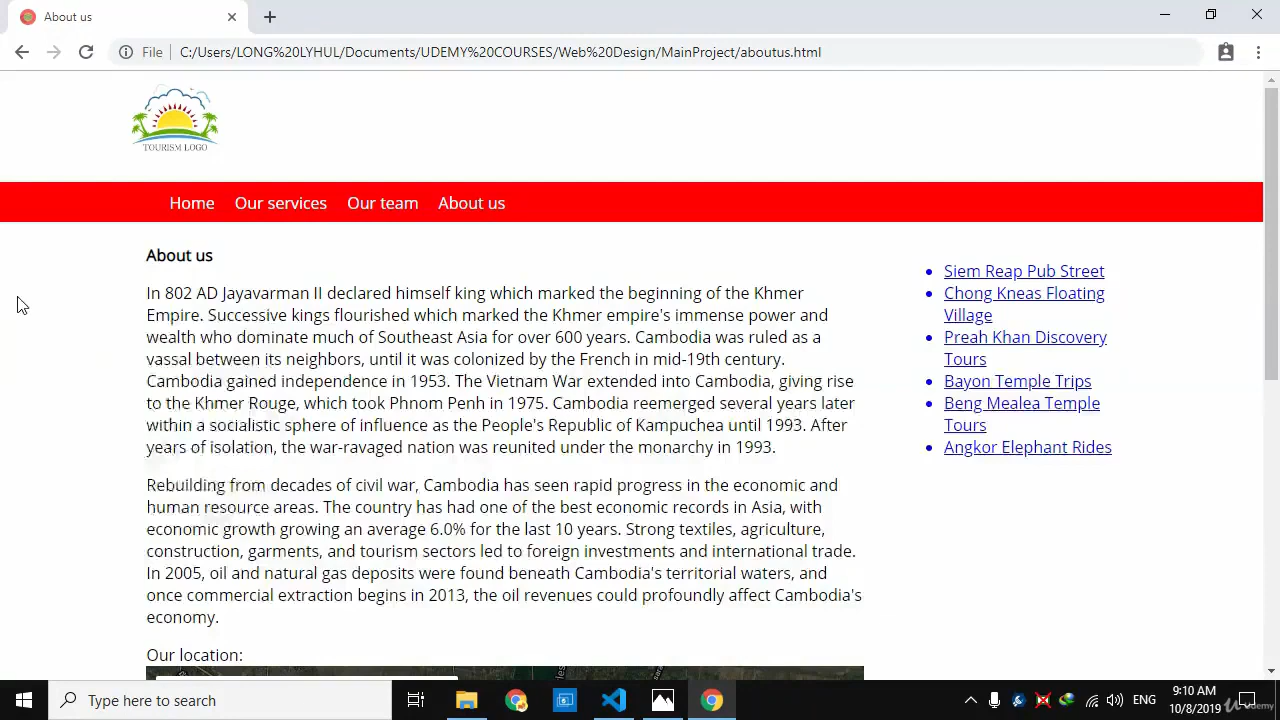 About us
File
C:/Users/LONG%20LYHUL/Documents/UDEMY%20COURSES/Web%20Design/MainProject/aboutus.html
TOURISM LOGO
Home
Our services
Our team
About us
About us
In 802 AD Jayavarman II declared himself king which marked the beginning of the Khmer
Empire. Successive kings flourished which marked the Khmer empire's immense power and
wealth who dominate much of Southeast Asia for over 600 years. Cambodia was ruled as a
vassal between its neighbors, until it was colonized by the French in mid-19th century.
Cambodia gained independence in 1953. The Vietnam War extended into Cambodia, giving rise
to the Khmer Rouge, which took Phnom Penh in 1975. Cambodia reemerged several years later
within a socialistic sphere of influence as the People's Republic of Kampuchea until 1993. After
years of isolation, the war-ravaged nation was reunited under the monarchy in 1993.
Rebuilding from decades of civil war, Cambodia has seen rapid progress in the economic and
human resource areas. The country has had one of the best economic records in Asia, with
economic growth growing an average 6.0% for the last 10 years. Strong textiles, agriculture,
construction, garments, and tourism sectors led to foreign investments and international trade.
In 2005, oil and natural gas deposits were found beneath Cambodia's territorial waters, and
once commercial extraction begins in 2013, the oil revenues could profoundly affect Cambodia's
economy.
Our location:
Siem Reap Pub Street
Chong Kneas Floating
Village
Preah Khan Discovery
Tours
Bayon Temple Trips
Beng Mealea Temple
Tours
Angkor Elephant Rides
Type here to search
ENG
9:10 AM
10/8/2019
Udemy